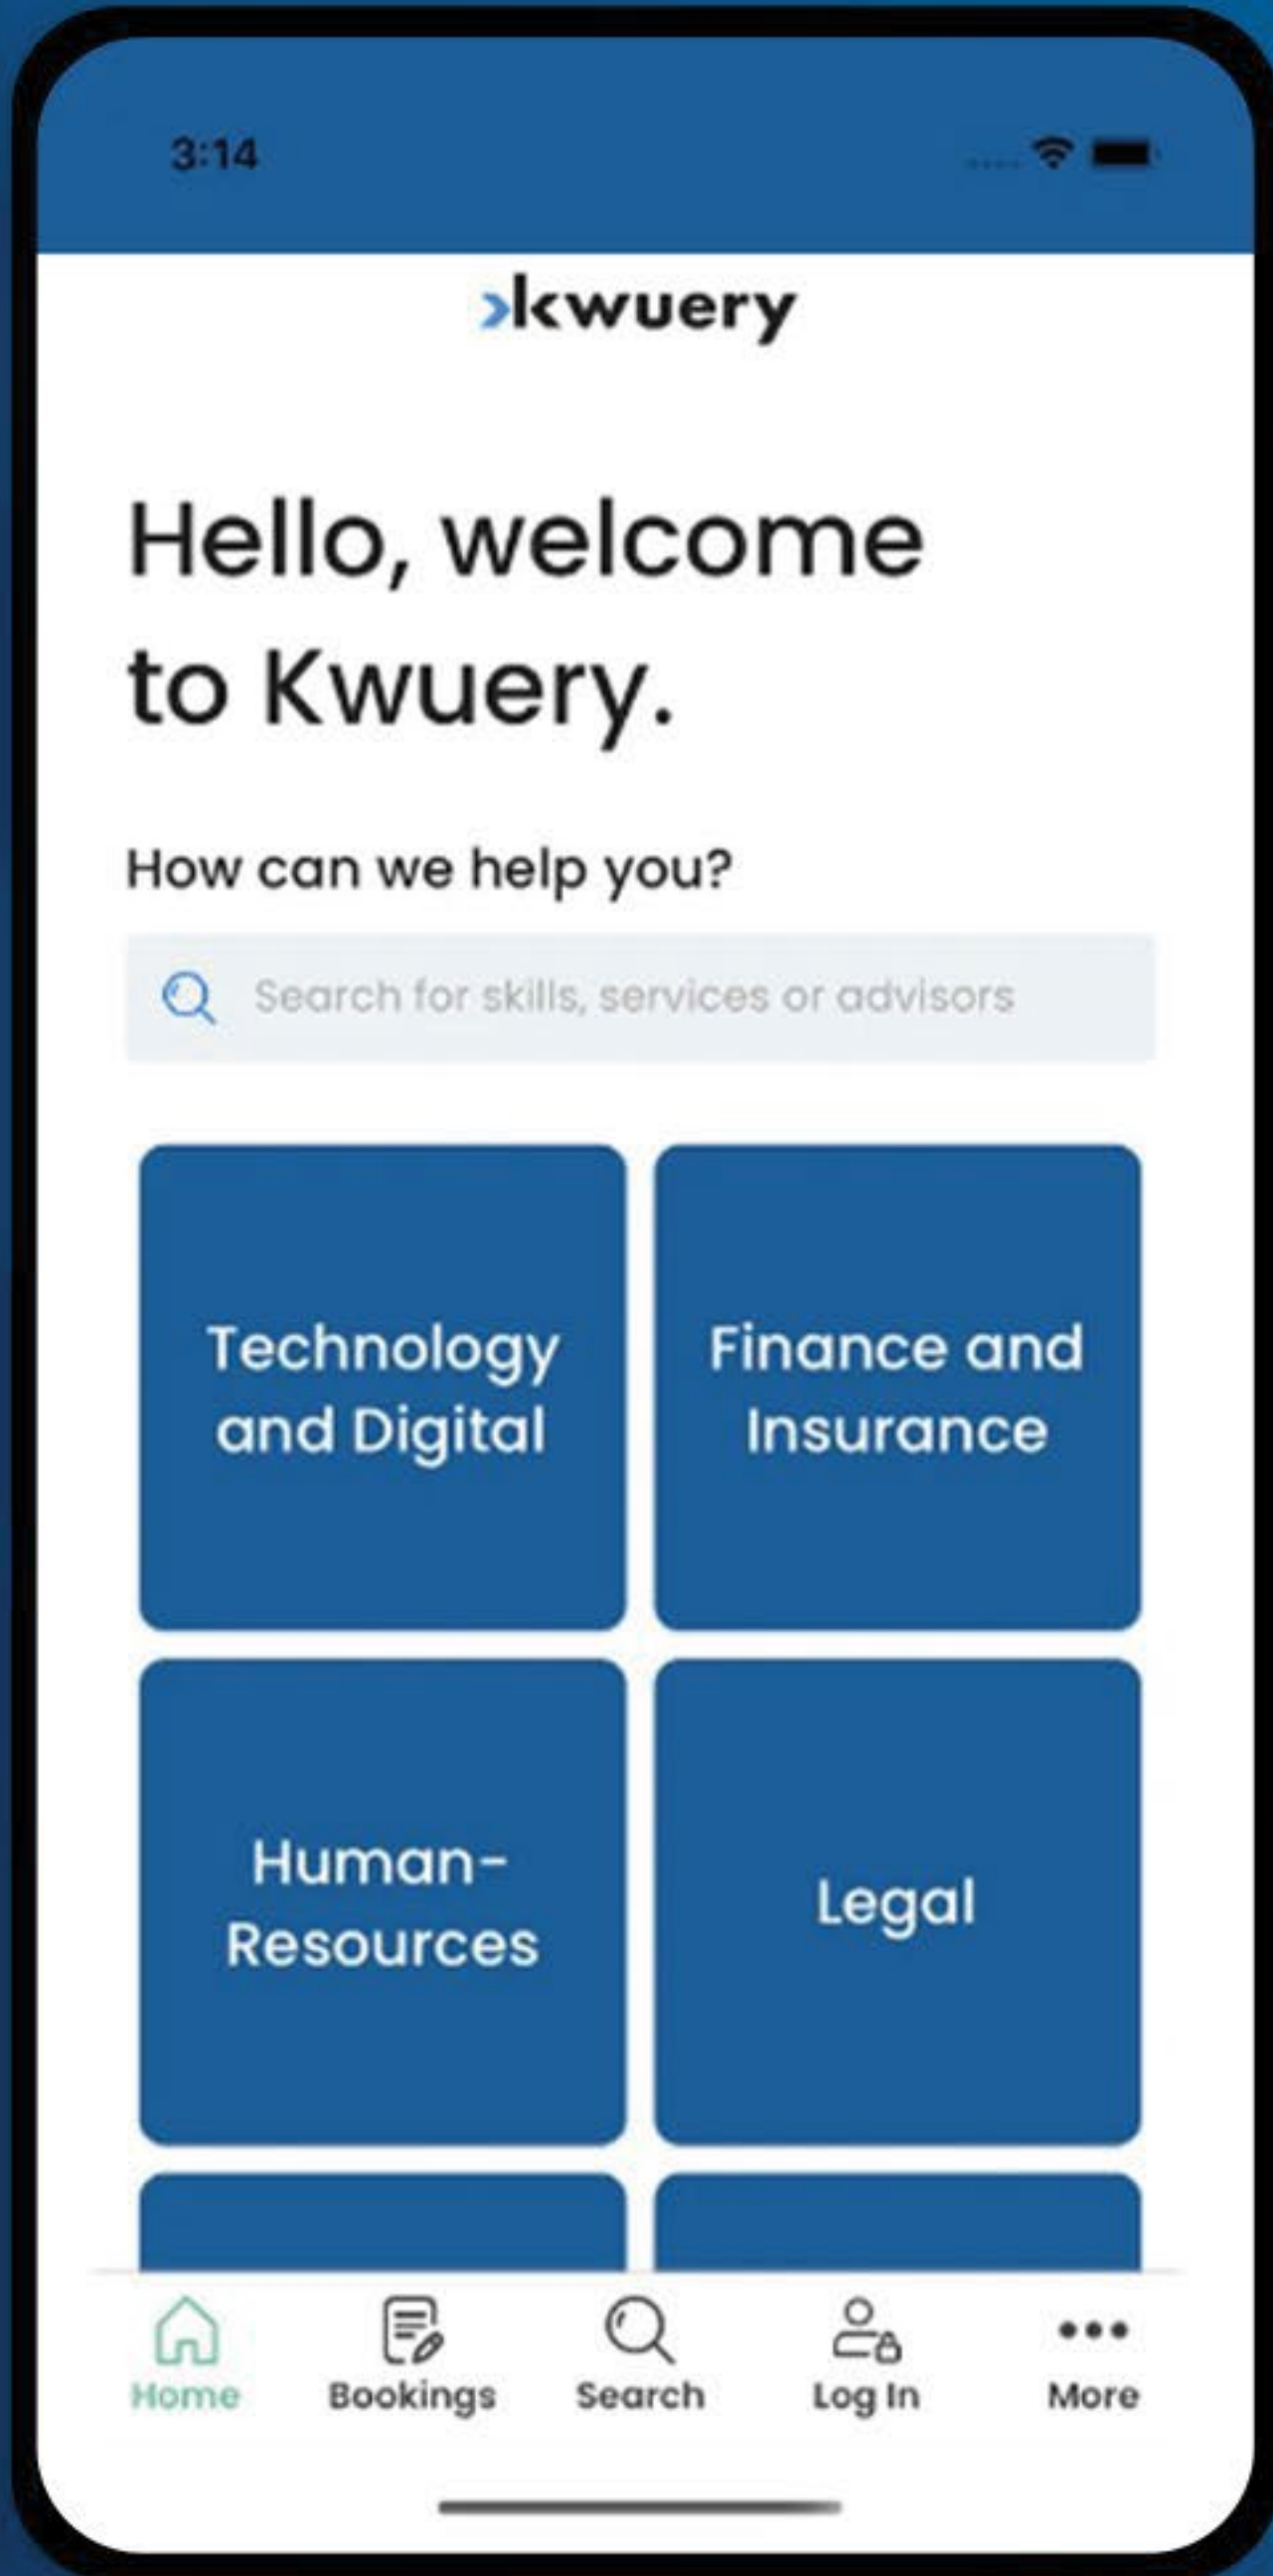 3:14
kwuery
Hello, welcome
to Kwuery.
How can we help you?
Search for skills, services or advisors
Technology
and Digital
Finance and
Insurance
Human-
Resources
Legal
Home
Bookings
Search
Log In
More